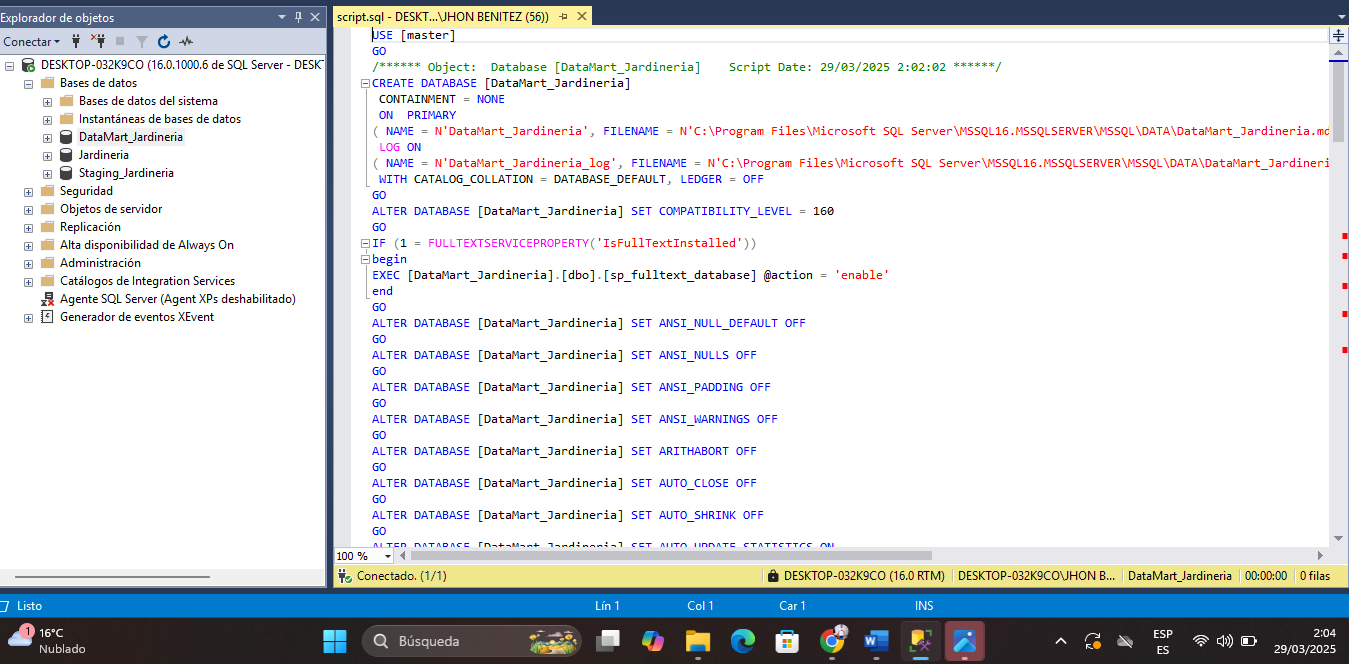 Explorador de objetos
Conectar
DESKTOP-032K9CO (16.0.1000.6 de SQL Server - DESKT
Bases de datos
Bases de datos del sistema
Instantáneas de bases de datos
DataMart_Jardineria
Jardineria
Staging_Jardineria
Seguridad
Objetos de servidor
Replicación
Alta disponibilidad de Always On
Administración
Catálogos de Integration Services
Agente SQL Server (Agent XPs deshabilitado)
Generador de eventos XEvent
script.sql - DESKT...\JHON BENITEZ (56))
USE [master]
GO
/****** Object:  Database [DataMart_Jardineria]    Script Date: 29/03/2025 2:02:02 ******/
CREATE DATABASE [DataMart_Jardineria]
CONTAINMENT = NONE
ON  PRIMARY
( NAME = N'DataMart_Jardineria', FILENAME = N'C:\Program Files\Microsoft SQL Server\MSSQL16.MSSQLSERVER\MSSQL\DATA\DataMart_Jardineria.md
LOG ON
( NAME = N'DataMart_Jardineria_log', FILENAME = N'C:\Program Files\Microsoft SQL Server\MSSQL16.MSSQLSERVER\MSSQL\DATA\DataMart_Jardineri
WITH CATALOG_COLLATION = DATABASE_DEFAULT, LEDGER = OFF
GO
ALTER DATABASE [DataMart_Jardineria] SET COMPATIBILITY_LEVEL = 160
GO
IF (1 = FULLTEXTSERVICEPROPERTY('IsFullTextInstalled'))
begin
EXEC [DataMart_Jardineria].[dbo].[sp_fulltext_database] @action = 'enable'
end
GO
ALTER DATABASE [DataMart_Jardineria] SET ANSI_NULL_DEFAULT OFF
GO
ALTER DATABASE [DataMart_Jardineria] SET ANSI_NULLS OFF
GO
ALTER DATABASE [DataMart_Jardineria] SET ANSI_PADDING OFF
GO
ALTER DATABASE [DataMart_Jardineria] SET ANSI_WARNINGS OFF
GO
ALTER DATABASE [DataMart_Jardineria] SET ARITHABORT OFF
GO
ALTER DATABASE [DataMart_Jardineria] SET AUTO_CLOSE OFF
GO
ALTER DATABASE [DataMart_Jardineria] SET AUTO_SHRINK OFF
GO
ALTER DATABASE [DataMart_Jardineria] SET AUTO_UPDATE_STATISTICS ON
100 %
Conectado. (1/1)
DESKTOP-032K9CO (16.0 RTM)
DESKTOP-032K9CO\JHON B...
DataMart_Jardineria
00:00:00
0 filas
Listo
Lín 1
Col 1
Car 1
INS
1
16°C
Nublado
Búsqueda
ESP
ES
2:04
29/03/2025